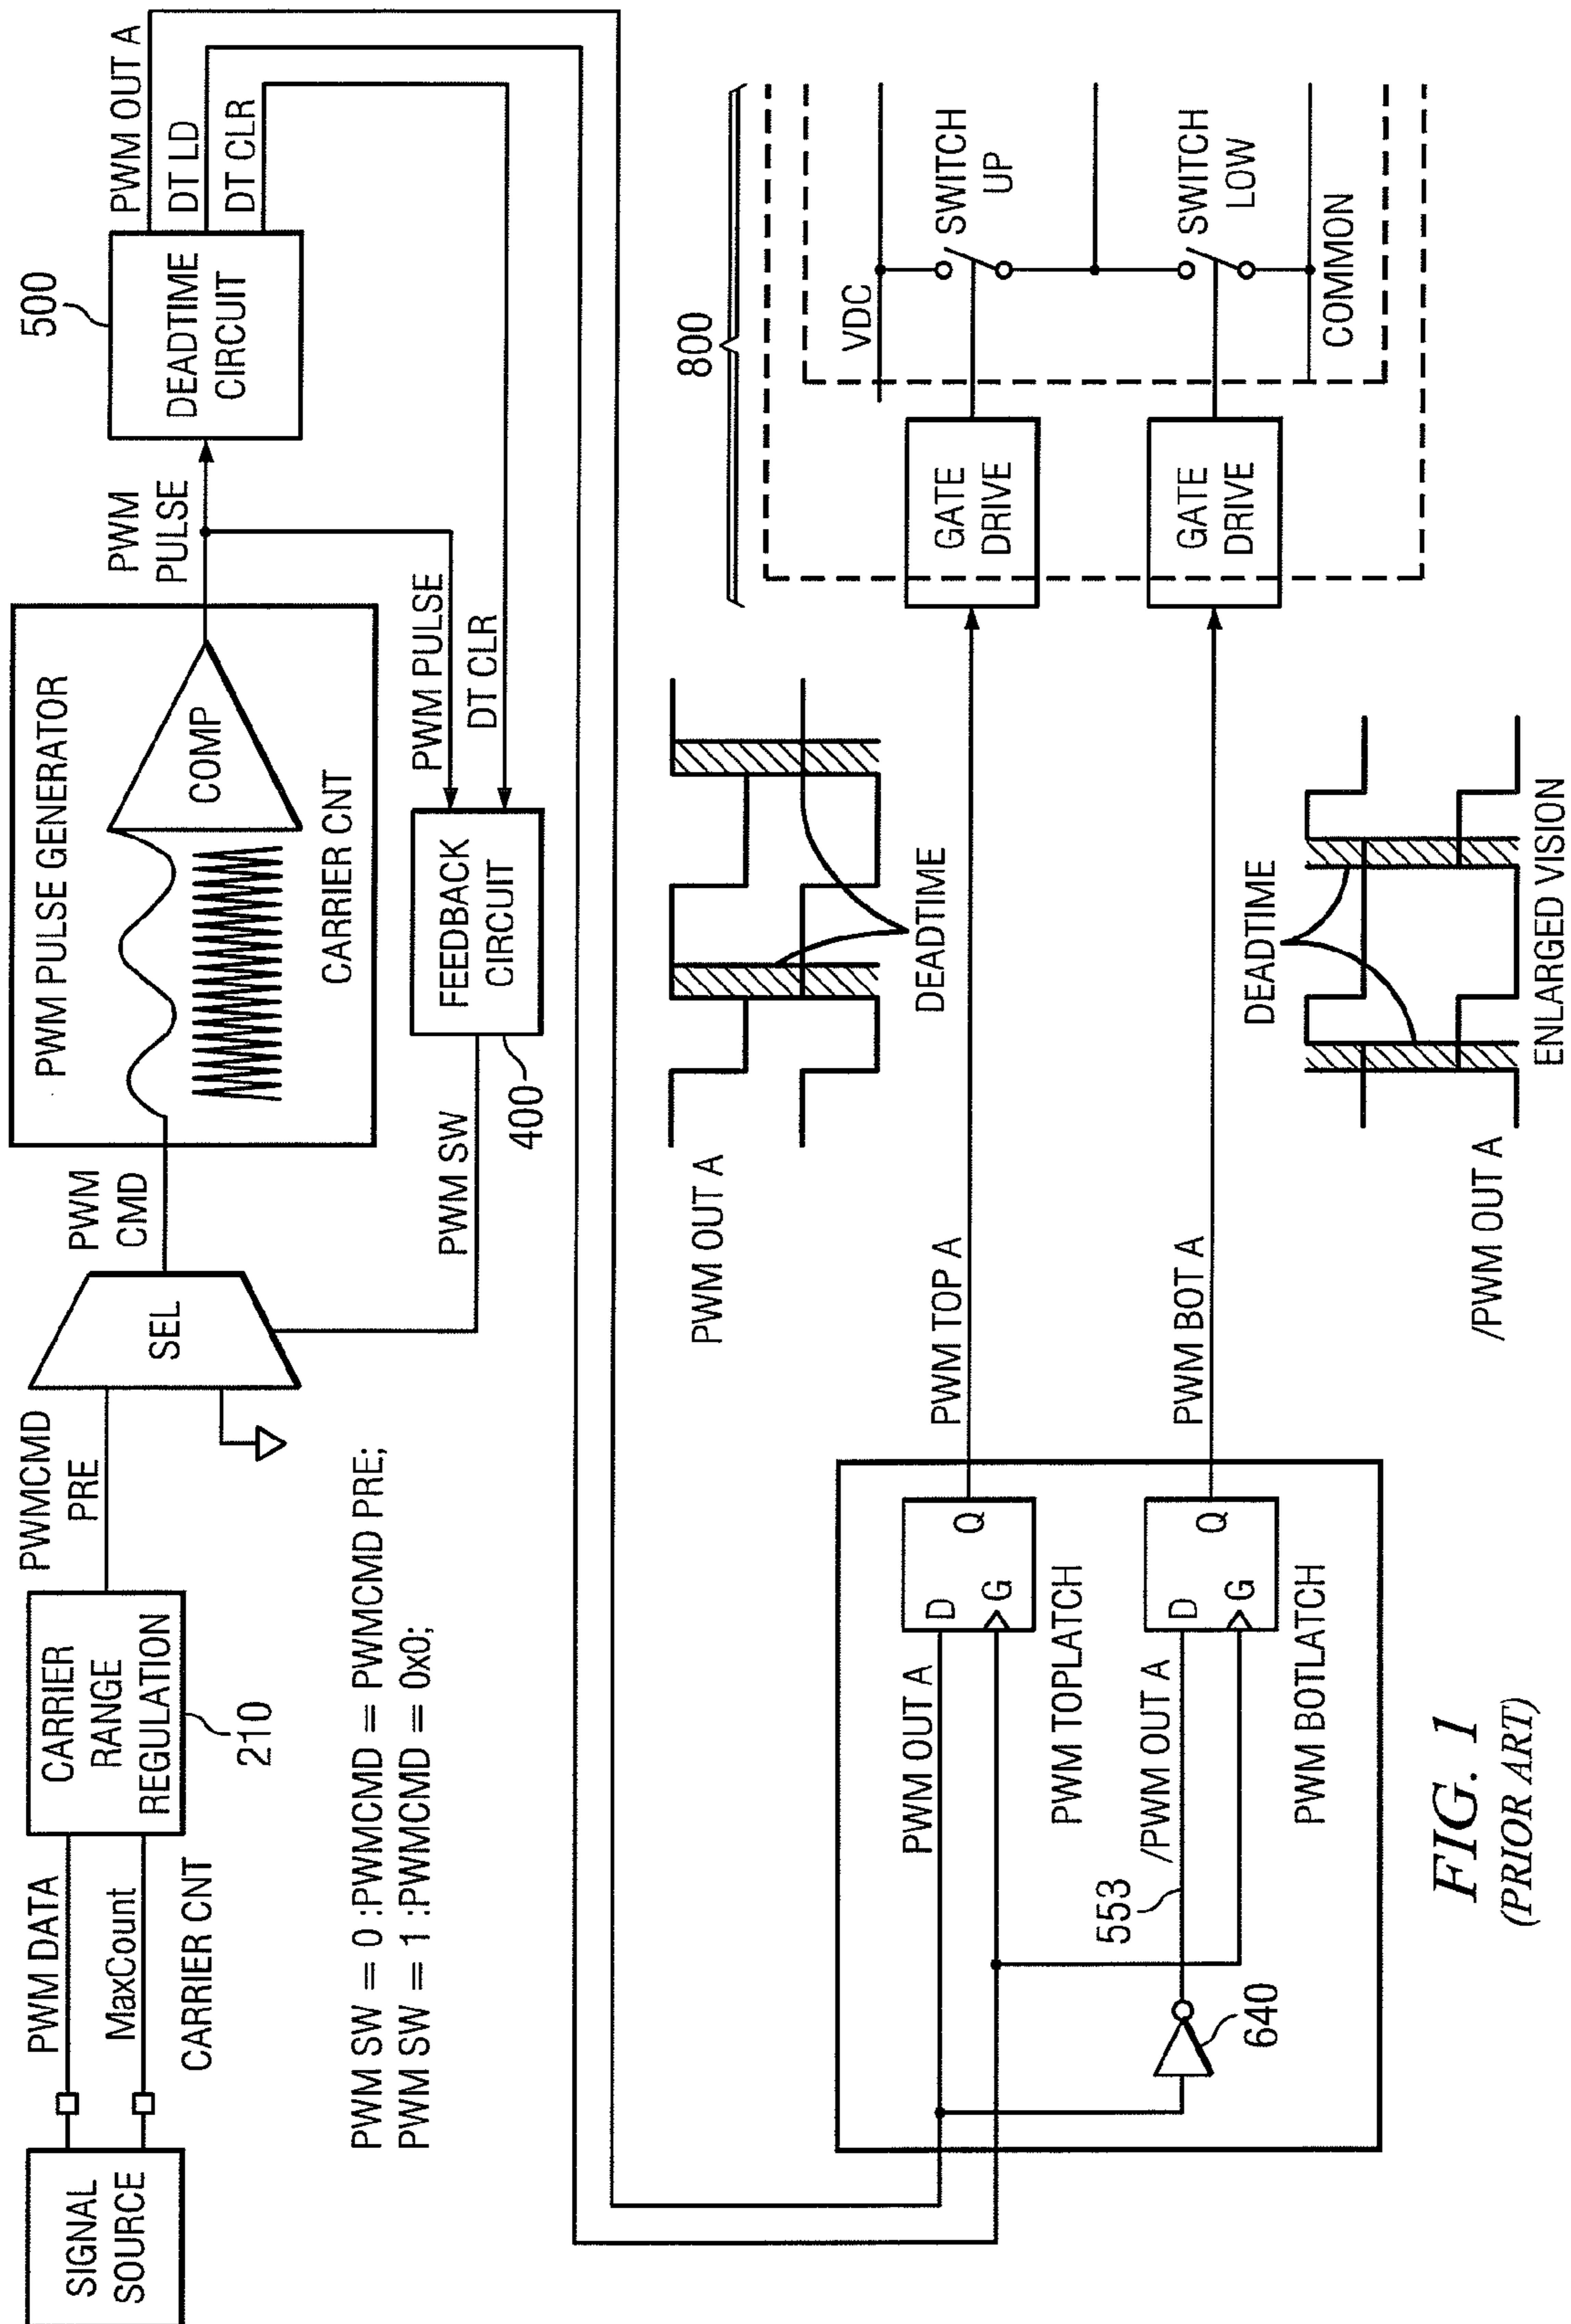 SIGNAL
SOURCE
PWM DATA
MaxCount
CARRIER CNT
CARRIER
RANGE
REGULATION
210
PWMCMD
PRE
SEL
PWM
CMD
PWM PULSE GENERATOR
COMP
CARRIER CNT
PWM
PULSE
DEADTIME
CIRCUIT
500
PWM OUT A
DT LD
DT CLR
PWM SW = 0 :PWMCMD = PWMCMD PRE;
PWM SW = 1 :PWMCMD = 0x0;
PWM SW
FEEDBACK
CIRCUIT
400
PWM PULSE
DT CLR
PWM OUT A
DEADTIME
800
PWM OUT A
D
Q
G
PWM TOPLATCH
PWM TOP A
GATE
DRIVE
VDC
SWITCH
UP
/PWM OUT A
553
640
D
Q
G
PWM BOTLATCH
PWM BOT A
GATE
DRIVE
SWITCH
LOW
COMMON
DEADTIME
/PWM OUT A
ENLARGED VISION
FIG. 1
(PRIOR ART)